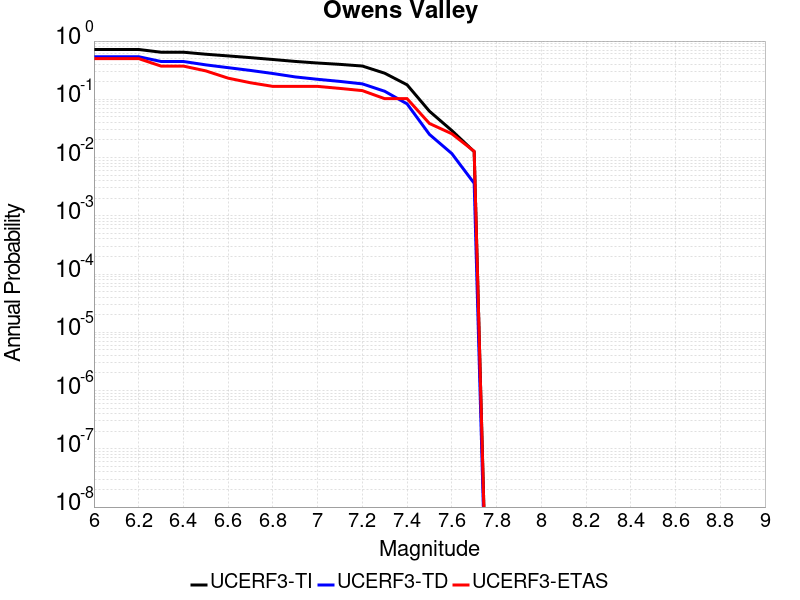 Owens Valley
10^0
10^-1
10^-2
10^-3
10^-4
10^-5
10^-6
10^-7
10^-8
Annual Probability
6 6.2 6.4 6.6 6.8 7 7.2 7.4 7.6 7.8 8 8.2 8.4 8.6 8.8 9
Magnitude
UCERF3-TI UCERF3-TD UCERF3-ETAS